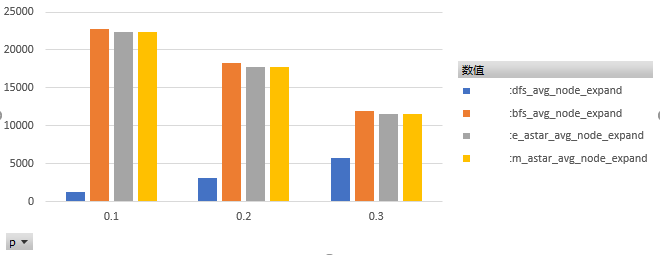 25000
20000
15000
10000
5000
0
0.1
0.2
0.3
数值
:dfs_avg_node_expand
:bfs_avg_node_expand
:e_astar_avg_node_expand
:m_astar_avg_node_expand
p